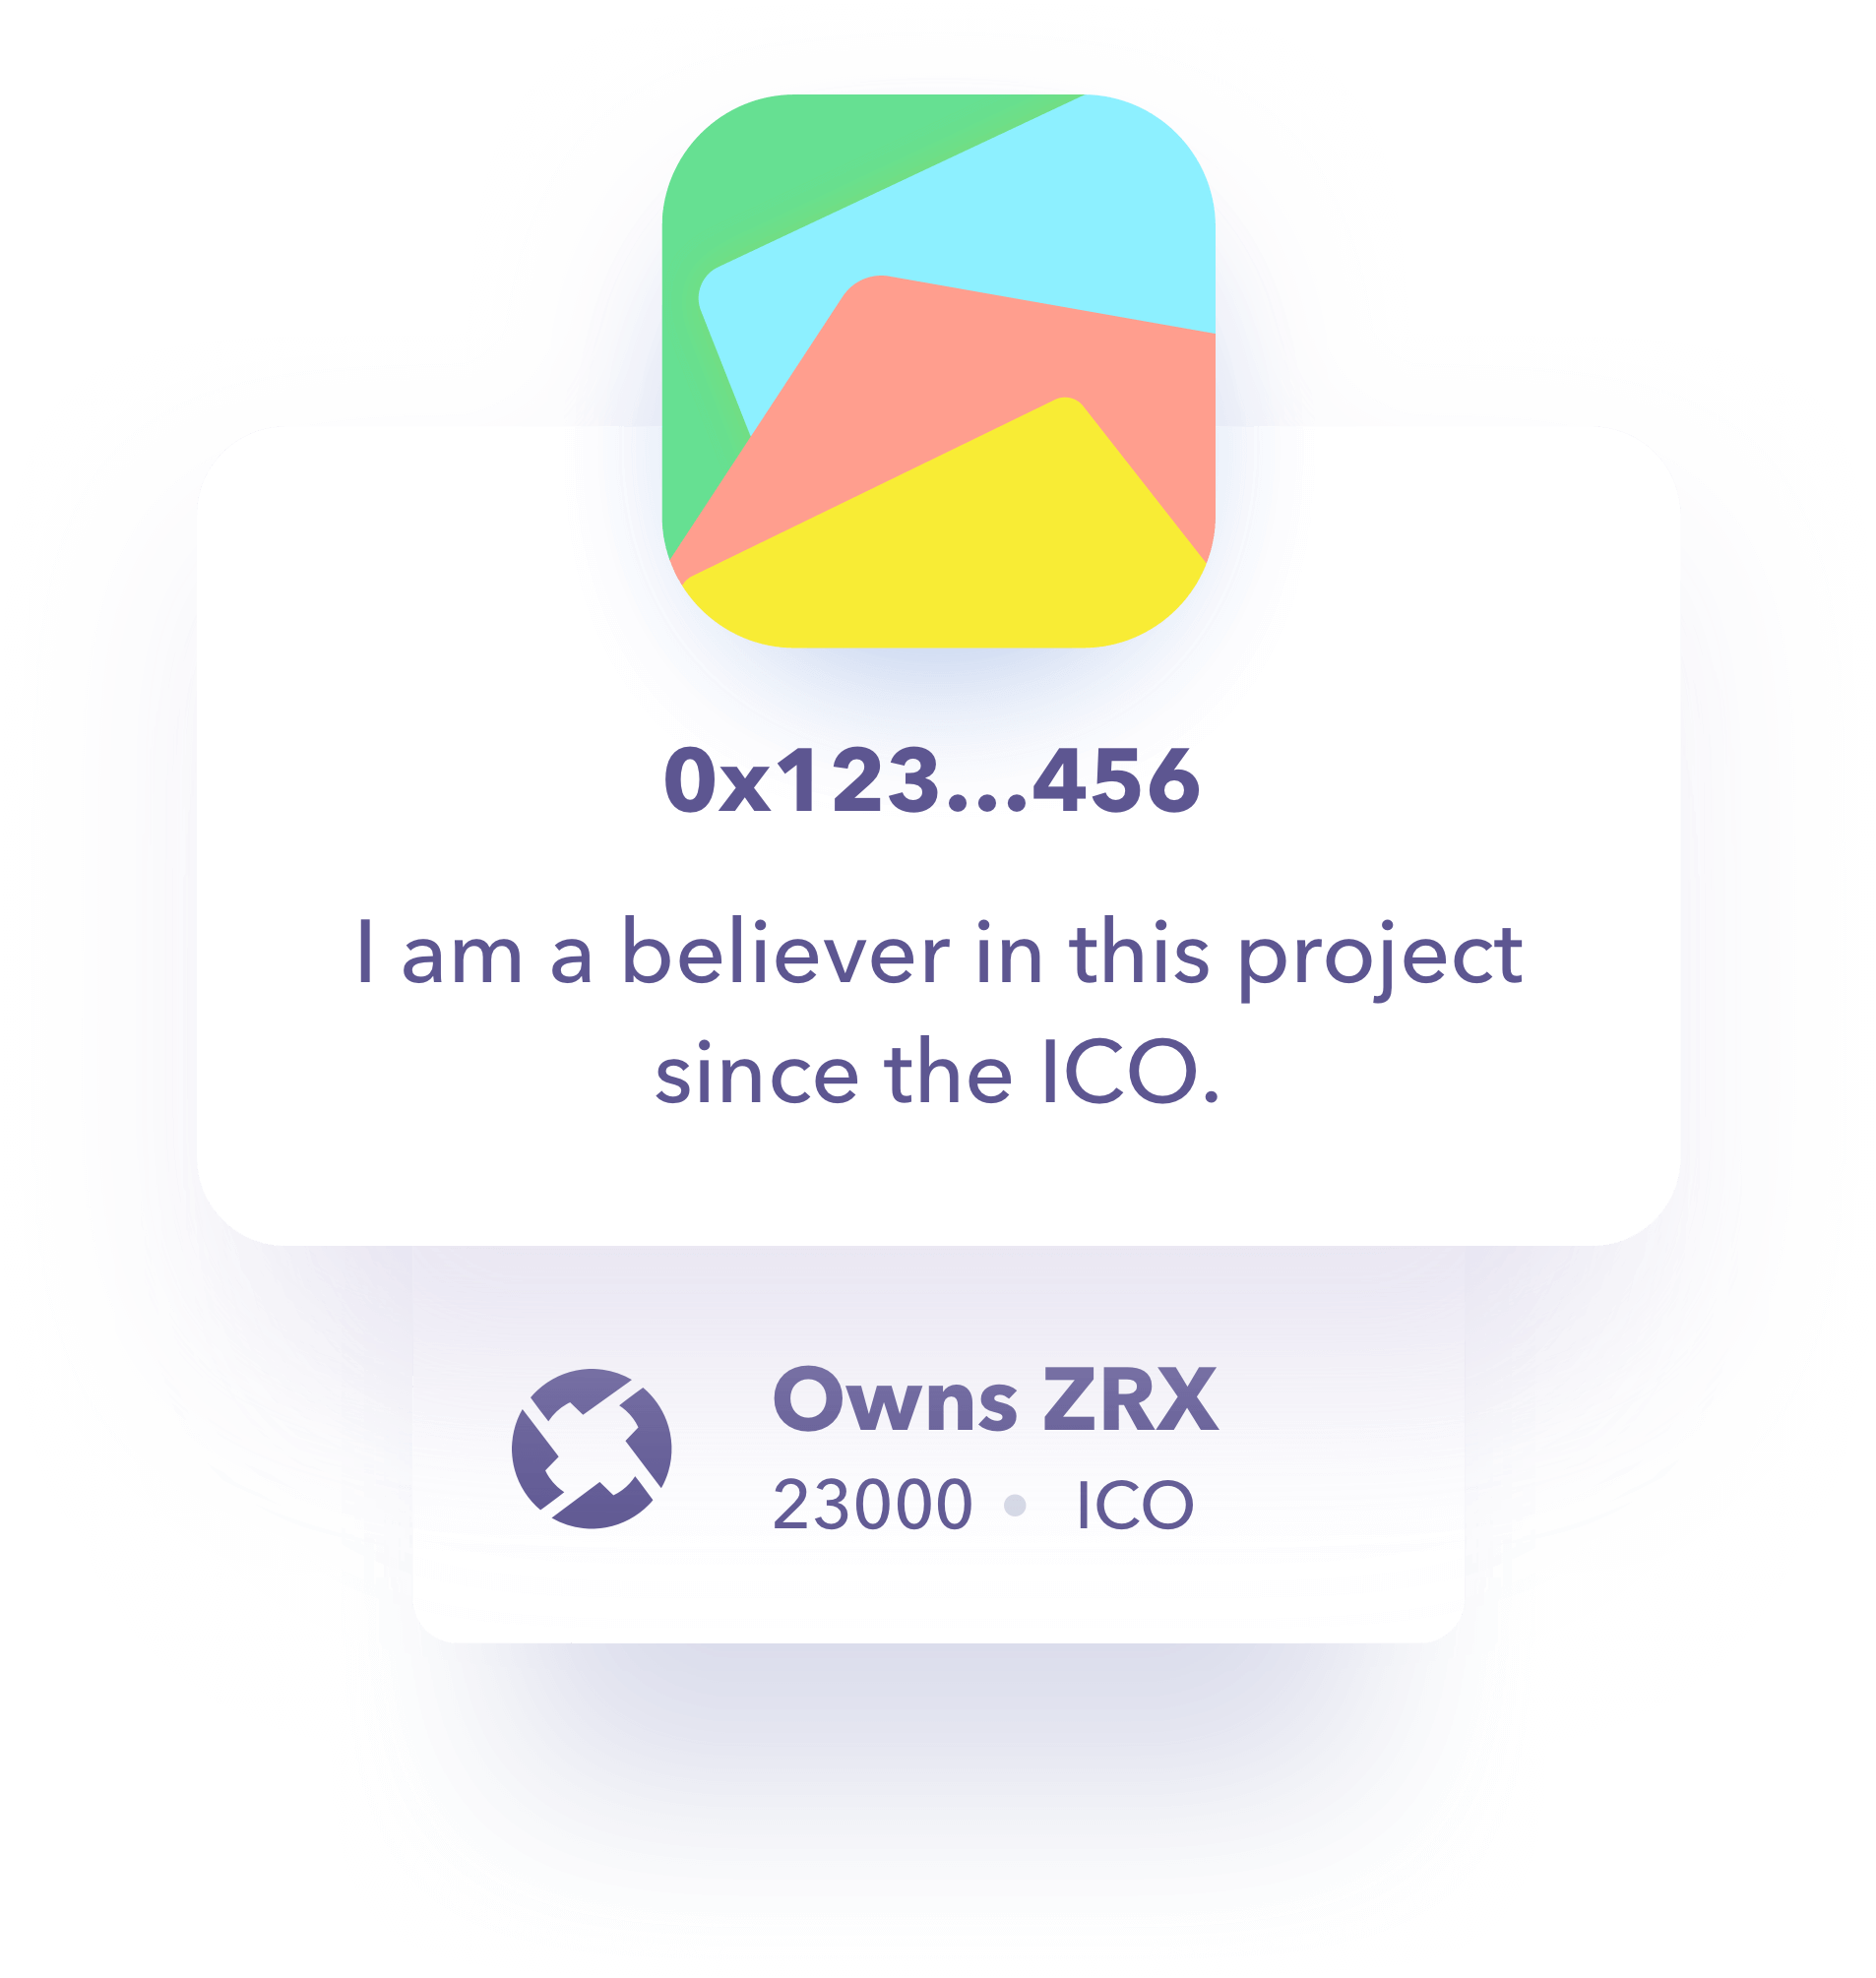 0x123...456
I am a believer in this project
since the ICO.
Owns ZRX
23000 • ICO